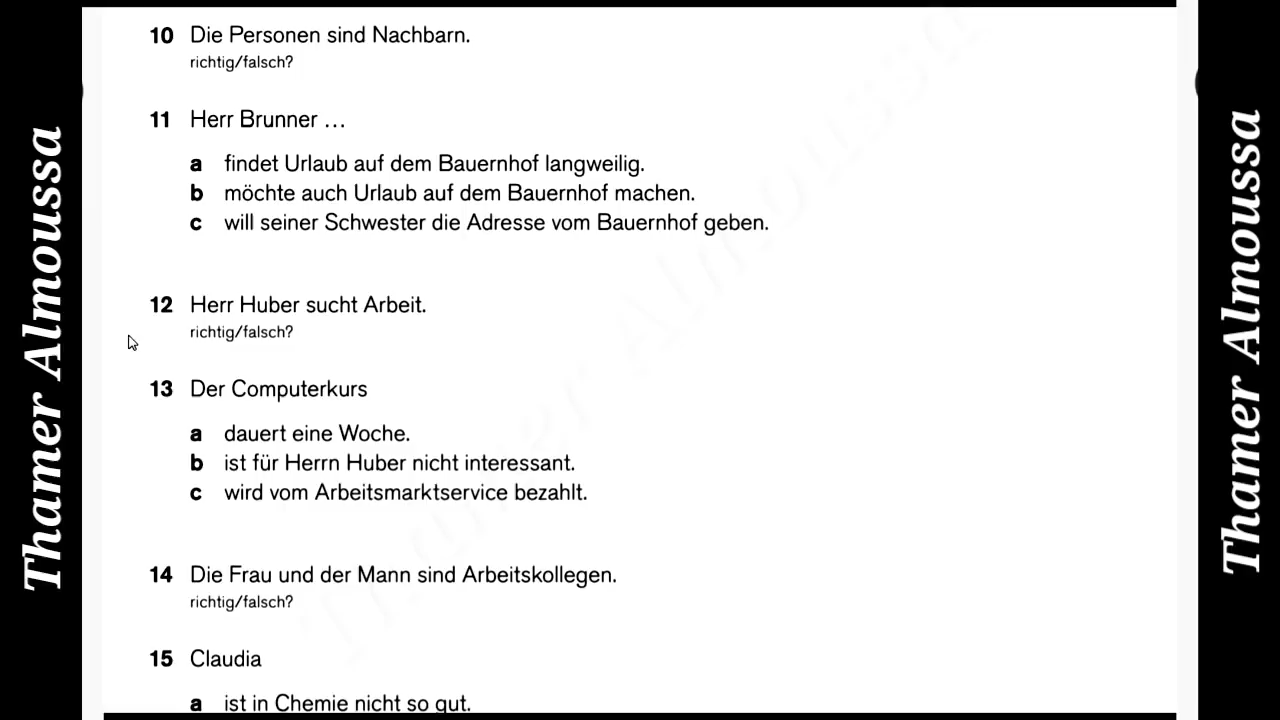 10 Die Personen sind Nachbarn.
richtig/falsch?
11 Herr Brunner ...
a findet Urlaub auf dem Bauernhof langweilig.
b möchte auch Urlaub auf dem Bauernhof machen.
c will seiner Schwester die Adresse vom Bauernhof geben.
12 Herr Huber sucht Arbeit.
richtig/falsch?
13 Der Computerkurs
a dauert eine Woche.
b ist für Herrn Huber nicht interessant.
c wird vom Arbeitsmarktservice bezahlt.
14 Die Frau und der Mann sind Arbeitskollegen.
richtig/falsch?
15 Claudia
a ist in Chemie nicht so gut.
Thamer Almoussa
Thamer Almoussa
Thamer Almoussa